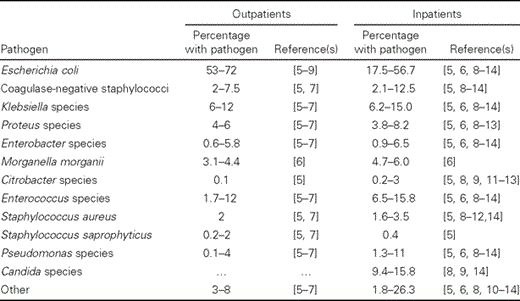 Outpatients Inpatients
Pathogen Percentage with pathogen Reference(s) Percentage with pathogen Reference(s)
Escherichia coli 53–72 [5–9] 17.5–56.7 [5, 6, 8–14]
Coagulase-negative staphylococci 2–7.5 [5, 7] 2.1–12.5 [5, 8–14]
Klebsiella species 6–12 [5–7] 6.2–15.0 [5, 6, 8–14]
Proteus species 4–6 [5–7] 3.8–8.2 [5, 6, 8–13]
Enterobacter species 0.6–5.8 [5–7] 0.9–6.5 [5, 6, 8–14]
Morganella morganii 3.1–4.4 [6] 4.7–6.0 [6]
Citrobacter species 0.1 [5] 0.2–3 [5, 8, 9, 11–13]
Enterococcus species 1.7–12 [5–7] 6.5–15.8 [5, 6, 8–14]
Staphylococcus aureus 2 [5, 7] 1.6–3.5 [5, 8–12,14]
Staphylococcus saprophyticus 0.2–2 [5, 7] 0.4 [5]
Pseudomonas species 0.1–4 [5–7] 1.3–11 [5, 6, 8–14]
Candida species ... ... 9.4–15.8 [8, 9, 14]
Other 3–8 [5–7] 1.8–26.3 [5, 6, 8, 10–14]